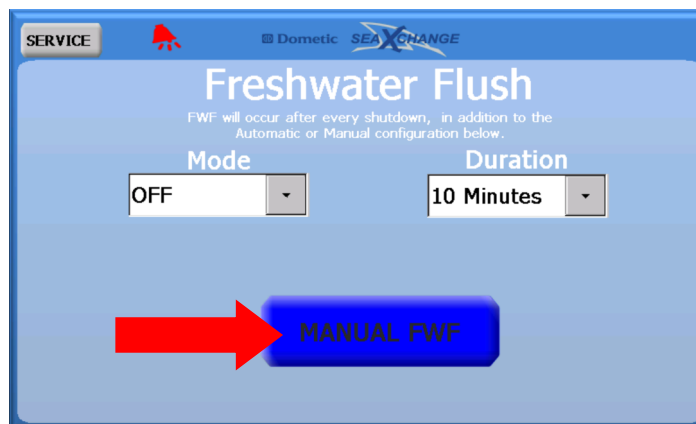 SERVICE
Dometic SEAXCHANGE
Freshwater Flush
FWF will occur after every shutdown, in addition to the
Automatic or Manual configuration below.
Mode Duration
OFF 10 Minutes
MANUAL FWF